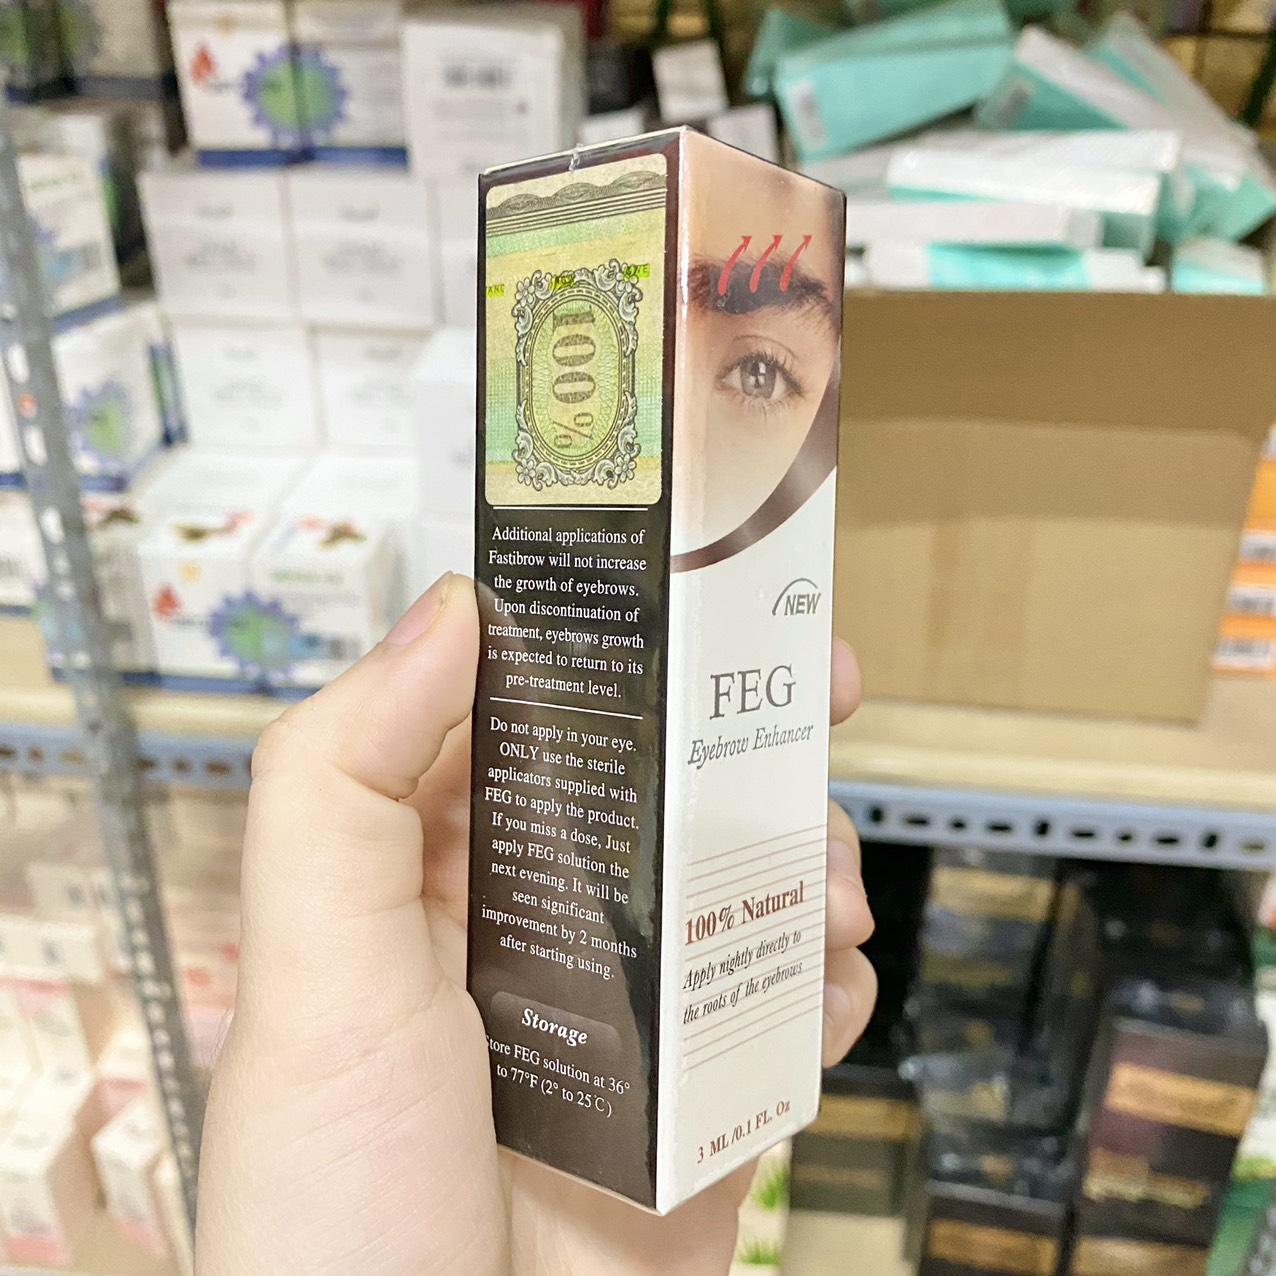 100%
Additional applications of
Fastibrow will not increase
the growth of eyebrows.
Upon discontinuation of
treatment, eyebrows growth
is expected to return to its
pre-treatment level.
Do not apply in your eye.
ONLY use the sterile
applicators supplied with
FEG to apply the product.
If you miss a dose, Just
apply FEG solution the
next evening. It will be
seen significant
improvement by 2 months
after starting using.
Storage
Store FEG solution at 36°
to 77°F (2° to 25℃)
NEW
FEG
Eyebrow Enhancer
100% Natural
Apply nightly directly to
the roots of the eyebrows
3 ML /0.1 FL. Oz